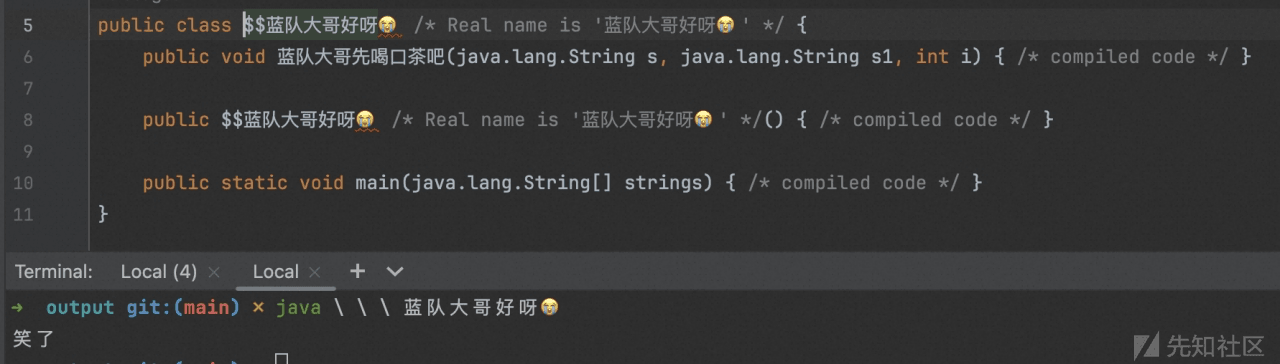 5 public class $$蓝队大哥好呀😭 /* Real name is '蓝队大哥好呀😭 ' */ {
6 public void 蓝队大哥先喝口茶吧(java.lang.String s, java.lang.String s1, int i) { /* compiled code */ }
7
8 public $$蓝队大哥好呀😭 /* Real name is '蓝队大哥好呀😭 ' */() { /* compiled code */ }
9
10 public static void main(java.lang.String[] strings) { /* compiled code */ }
11 }
Terminal: Local (4) × Local × +
→ output git:(main) × java \ \ \ 蓝队大哥好呀😭
笑了
先知社区